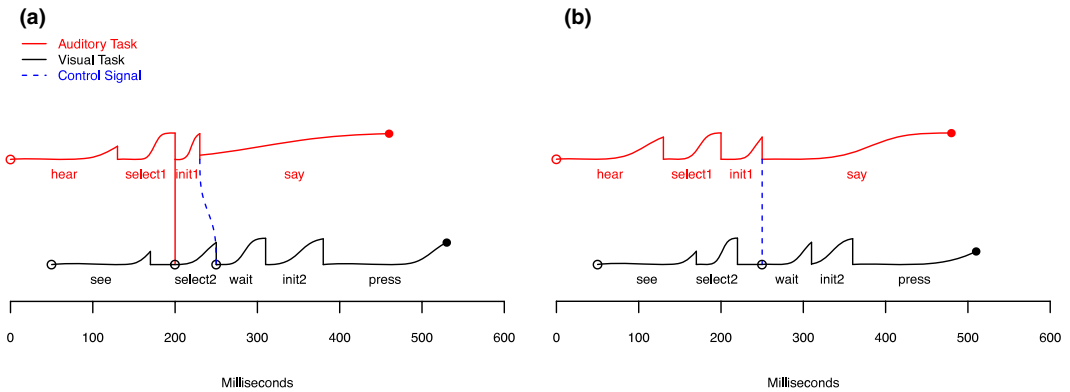 (a)
Auditory Task
Visual Task
Control Signal
hear select1 init1 say
see select2 wait init2 press
0 100 200 300 400 500 600
Milliseconds
(b)
hear select1 init1 say
see select2 wait init2 press
0 100 200 300 400 500 600
Milliseconds